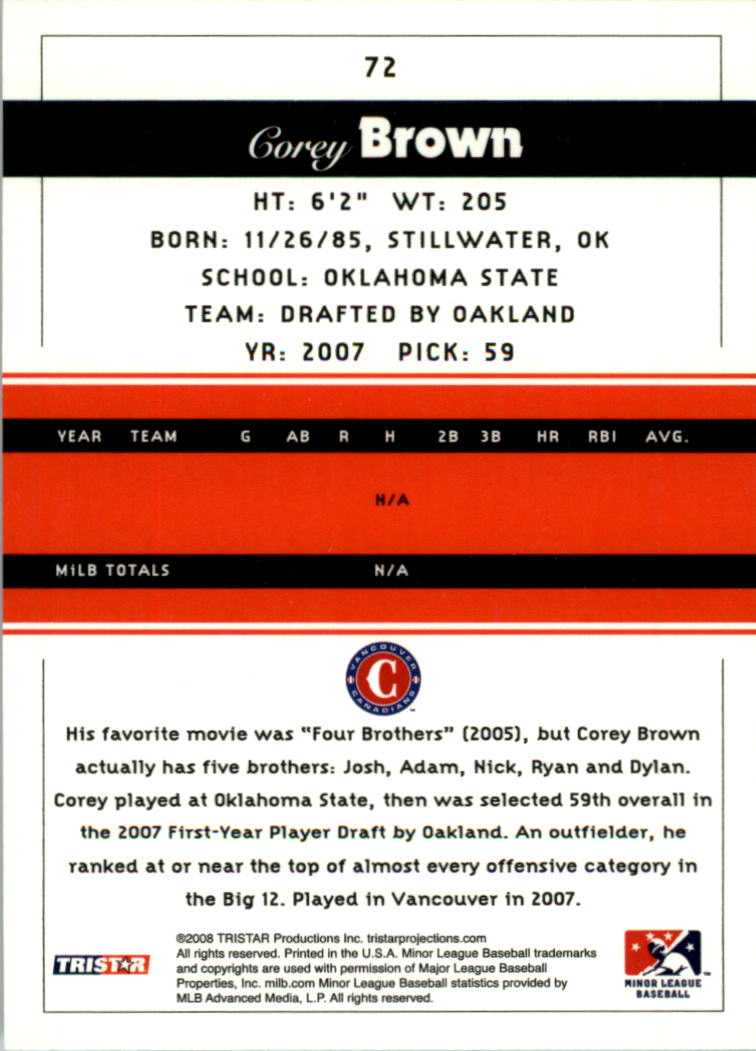 72
Corey Brown
HT: 6'2" WT: 205
BORN: 11/26/85, STILLWATER, OK
SCHOOL: OKLAHOMA STATE
TEAM: DRAFTED BY OAKLAND
YR: 2007 PICK: 59
YEAR TEAM G AB R H 2B 3B HR RBI AVG.
N/A
MiLB TOTALS N/A
VANCOUVER
C
CANADIANS
™
His favorite movie was "Four Brothers" (2005), but Corey Brown
actually has five brothers: Josh, Adam, Nick, Ryan and Dylan.
Corey played at Oklahoma State, then was selected 59th overall in
the 2007 First-Year Player Draft by Oakland. An outfielder, he
ranked at or near the top of almost every offensive category in
the Big 12. Played in Vancouver in 2007.
TRISTAR
©2008 TRISTAR Productions Inc. tristarprojections.com
All rights reserved. Printed in the U.S.A. Minor League Baseball trademarks
and copyrights are used with permission of Major League Baseball
Properties, Inc. milb.com Minor League Baseball statistics provided by
MLB Advanced Media, L.P. All rights reserved.
MINOR LEAGUE™
BASEBALL